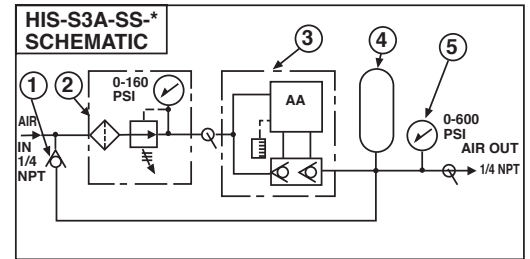 HIS-S3A-SS-*
SCHEMATIC
1
2
3
4
5
0-160
PSI
AA
0-600
PSI
AIR
IN
1/4
NPT
AIR OUT
1/4 NPT